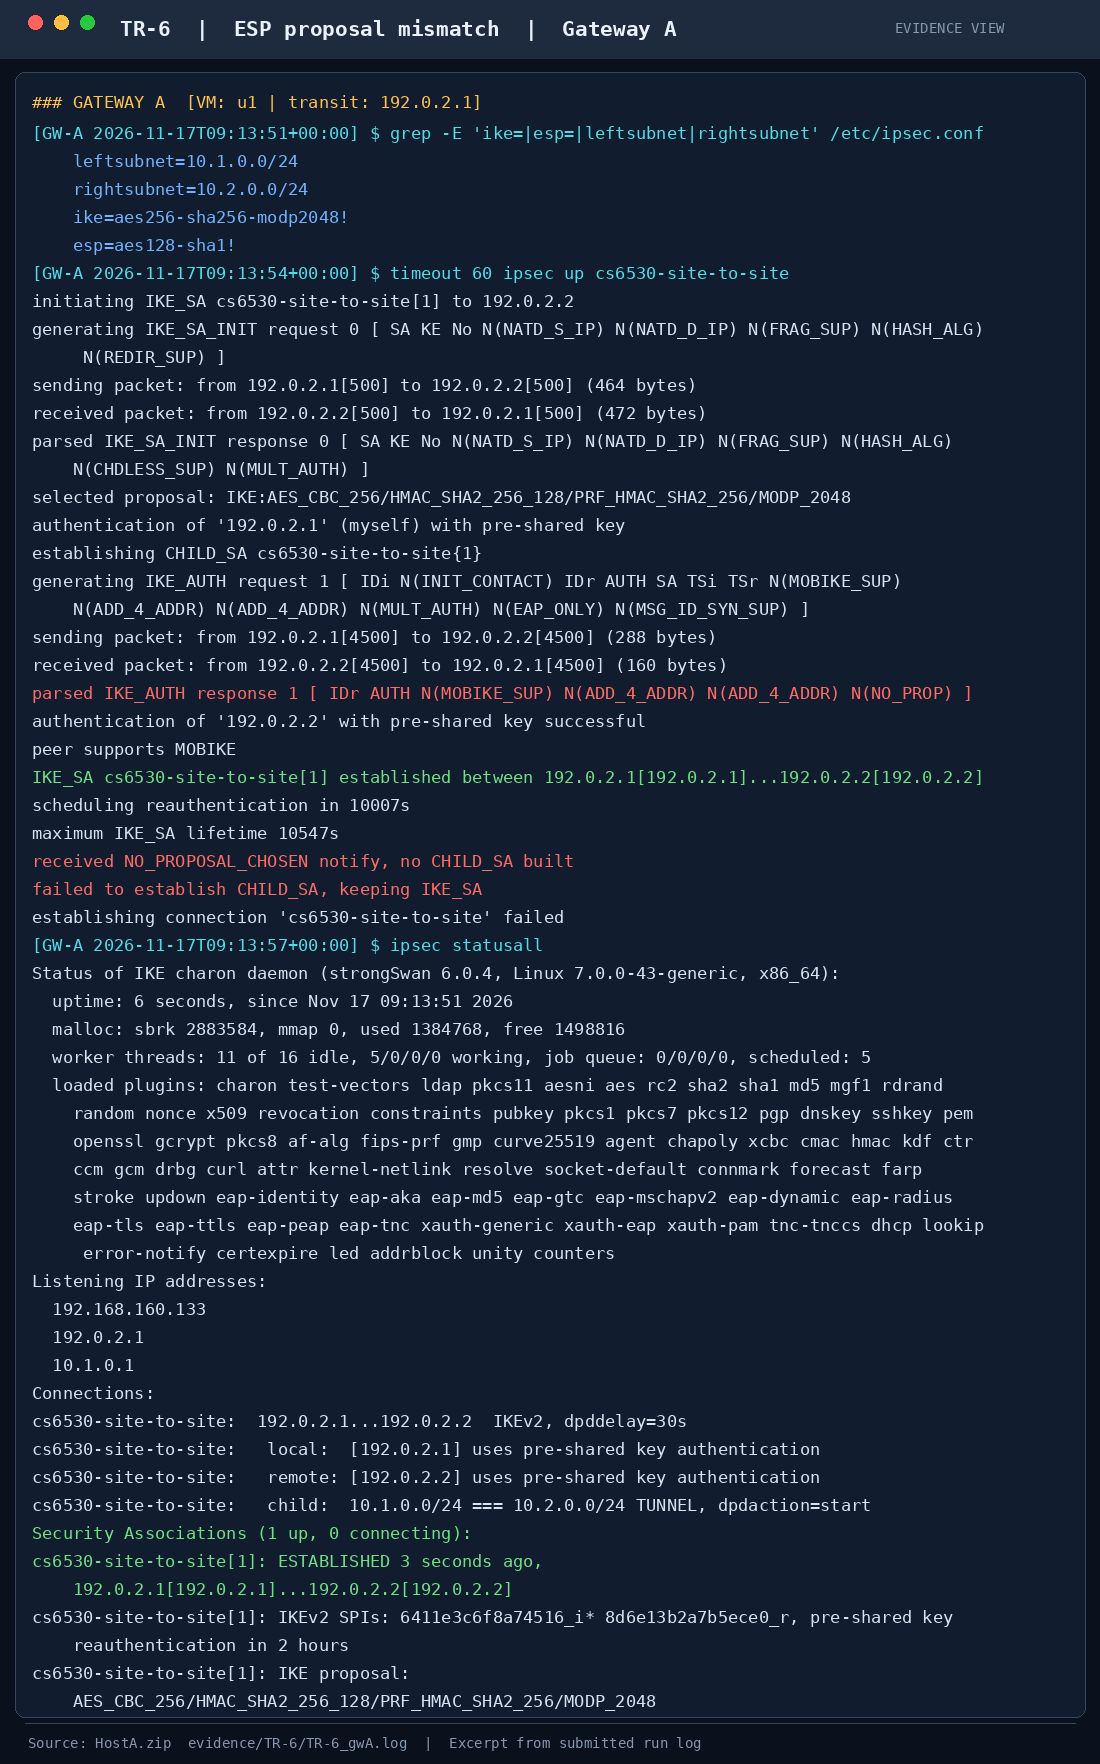 TR-6  |  ESP proposal mismatch  |  Gateway A
EVIDENCE VIEW
### GATEWAY A  [VM: u1 | transit: 192.0.2.1]
[GW-A 2026-11-17T09:13:51+00:00] $ grep -E 'ike=|esp=|leftsubnet|rightsubnet' /etc/ipsec.conf
    leftsubnet=10.1.0.0/24
    rightsubnet=10.2.0.0/24
    ike=aes256-sha256-modp2048!
    esp=aes128-sha1!
[GW-A 2026-11-17T09:13:54+00:00] $ timeout 60 ipsec up cs6530-site-to-site
initiating IKE_SA cs6530-site-to-site[1] to 192.0.2.2
generating IKE_SA_INIT request 0 [ SA KE No N(NATD_S_IP) N(NATD_D_IP) N(FRAG_SUP) N(HASH_ALG)
     N(REDIR_SUP) ]
sending packet: from 192.0.2.1[500] to 192.0.2.2[500] (464 bytes)
received packet: from 192.0.2.2[500] to 192.0.2.1[500] (472 bytes)
parsed IKE_SA_INIT response 0 [ SA KE No N(NATD_S_IP) N(NATD_D_IP) N(FRAG_SUP) N(HASH_ALG)
    N(CHDLESS_SUP) N(MULT_AUTH) ]
selected proposal: IKE:AES_CBC_256/HMAC_SHA2_256_128/PRF_HMAC_SHA2_256/MODP_2048
authentication of '192.0.2.1' (myself) with pre-shared key
establishing CHILD_SA cs6530-site-to-site{1}
generating IKE_AUTH request 1 [ IDi N(INIT_CONTACT) IDr AUTH SA TSi TSr N(MOBIKE_SUP)
    N(ADD_4_ADDR) N(ADD_4_ADDR) N(MULT_AUTH) N(EAP_ONLY) N(MSG_ID_SYN_SUP) ]
sending packet: from 192.0.2.1[4500] to 192.0.2.2[4500] (288 bytes)
received packet: from 192.0.2.2[4500] to 192.0.2.1[4500] (160 bytes)
parsed IKE_AUTH response 1 [ IDr AUTH N(MOBIKE_SUP) N(ADD_4_ADDR) N(ADD_4_ADDR) N(NO_PROP) ]
authentication of '192.0.2.2' with pre-shared key successful
peer supports MOBIKE
IKE_SA cs6530-site-to-site[1] established between 192.0.2.1[192.0.2.1]...192.0.2.2[192.0.2.2]
scheduling reauthentication in 10007s
maximum IKE_SA lifetime 10547s
received NO_PROPOSAL_CHOSEN notify, no CHILD_SA built
failed to establish CHILD_SA, keeping IKE_SA
establishing connection 'cs6530-site-to-site' failed
[GW-A 2026-11-17T09:13:57+00:00] $ ipsec statusall
Status of IKE charon daemon (strongSwan 6.0.4, Linux 7.0.0-43-generic, x86_64):
  uptime: 6 seconds, since Nov 17 09:13:51 2026
  malloc: sbrk 2883584, mmap 0, used 1384768, free 1498816
  worker threads: 11 of 16 idle, 5/0/0/0 working, job queue: 0/0/0/0, scheduled: 5
  loaded plugins: charon test-vectors ldap pkcs11 aesni aes rc2 sha2 sha1 md5 mgf1 rdrand
    random nonce x509 revocation constraints pubkey pkcs1 pkcs7 pkcs12 pgp dnskey sshkey pem
    openssl gcrypt pkcs8 af-alg fips-prf gmp curve25519 agent chapoly xcbc cmac hmac kdf ctr
    ccm gcm drbg curl attr kernel-netlink resolve socket-default connmark forecast farp
    stroke updown eap-identity eap-aka eap-md5 eap-gtc eap-mschapv2 eap-dynamic eap-radius
    eap-tls eap-ttls eap-peap eap-tnc xauth-generic xauth-eap xauth-pam tnc-tnccs dhcp lookip
     error-notify certexpire led addrblock unity counters
Listening IP addresses:
  192.168.160.133
  192.0.2.1
  10.1.0.1
Connections:
cs6530-site-to-site:  192.0.2.1...192.0.2.2  IKEv2, dpddelay=30s
cs6530-site-to-site:   local:  [192.0.2.1] uses pre-shared key authentication
cs6530-site-to-site:   remote: [192.0.2.2] uses pre-shared key authentication
cs6530-site-to-site:   child:  10.1.0.0/24 === 10.2.0.0/24 TUNNEL, dpdaction=start
Security Associations (1 up, 0 connecting):
cs6530-site-to-site[1]: ESTABLISHED 3 seconds ago,
    192.0.2.1[192.0.2.1]...192.0.2.2[192.0.2.2]
cs6530-site-to-site[1]: IKEv2 SPIs: 6411e3c6f8a74516_i* 8d6e13b2a7b5ece0_r, pre-shared key
    reauthentication in 2 hours
cs6530-site-to-site[1]: IKE proposal:
    AES_CBC_256/HMAC_SHA2_256_128/PRF_HMAC_SHA2_256/MODP_2048
Source: HostA.zip  evidence/TR-6/TR-6_gwA.log  |  Excerpt from submitted run log